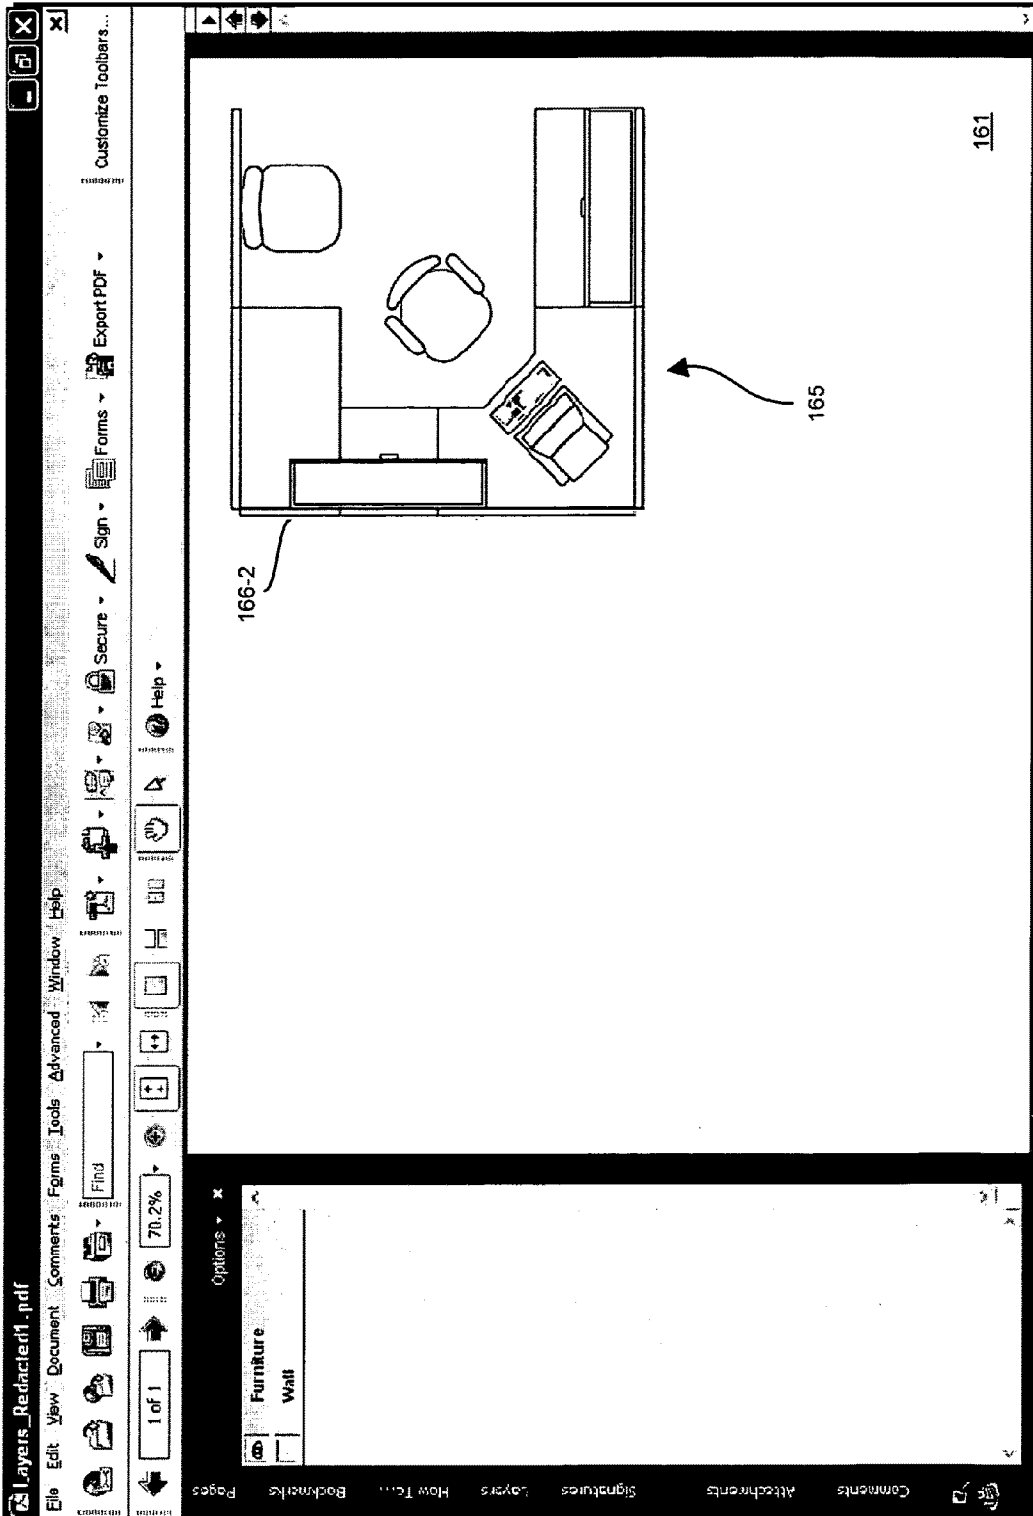 Layers_Redacted1.pdf
File Edit View Document Comments Forms Tools Advanced Window Help
Find
Secure Sign Forms Export PDF Customize Toolbars...
1 of 1 70.2% Help
Options
Furniture
Wall
Pages
Bookmarks
How To...
Layers
Signatures
Attachments
Comments
166-2
165
161